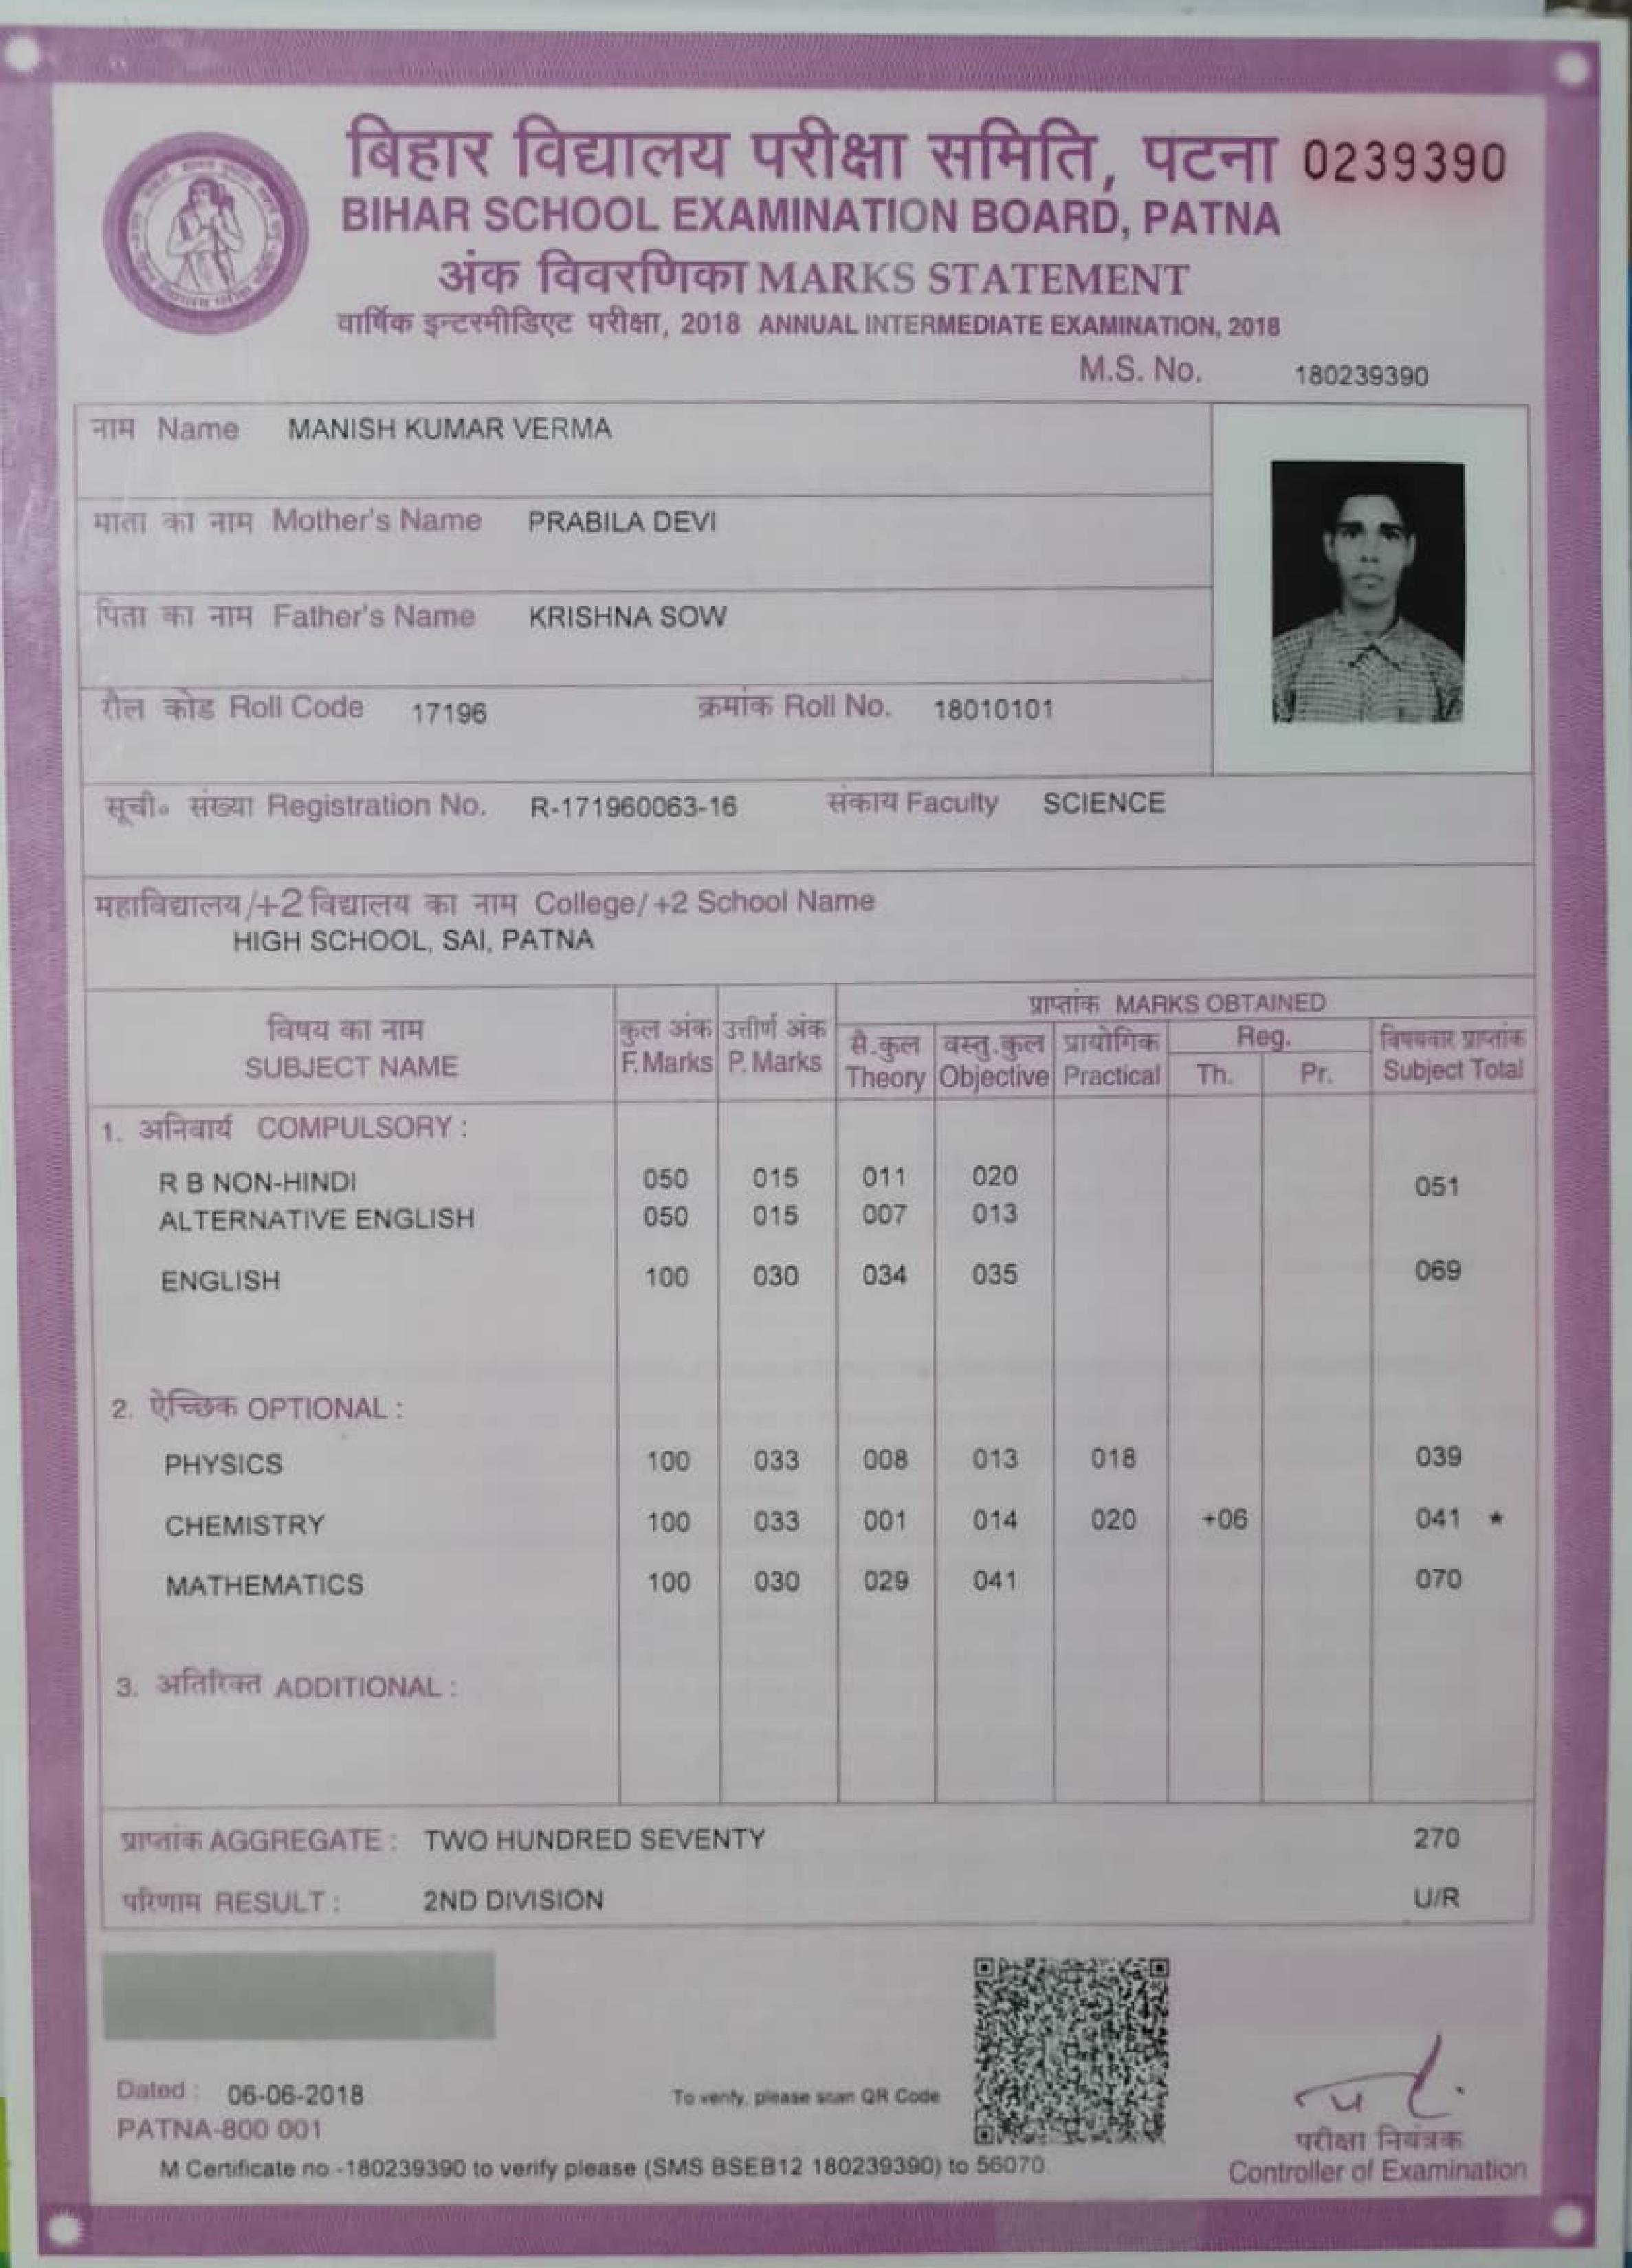 बिहार विद्यालय परीक्षा समिति, पटना 0239390
BIHAR SCHOOL EXAMINATION BOARD, PATNA
अंक विवरणिका MARKS STATEMENT
वार्षिक इन्टरमीडिएट परीक्षा, 2018 ANNUAL INTERMEDIATE EXAMINATION, 2018
M.S. No. 180239390
नाम Name MANISH KUMAR VERMA
माता का नाम Mother's Name PRABILA DEVI
पिता का नाम Father's Name KRISHNA SOW
रौल कोड Roll Code 17196 क्रमांक Roll No. 18010101
सूची० संख्या Registration No. R-171960063-16 संकाय Faculty SCIENCE
महाविद्यालय/+2 विद्यालय का नाम College/+2 School Name
HIGH SCHOOL, SAI, PATNA
विषय का नाम कुल अंक उत्तीर्ण अंक प्राप्तांक MARKS OBTAINED
SUBJECT NAME F.Marks P. Marks सै.कुल वस्तु.कुल प्रायोगिक Reg. विषयवार प्राप्तांक
Theory Objective Practical Th. Pr. Subject Total
1. अनिवार्य COMPULSORY :
R B NON-HINDI 050 015 011 020 051
ALTERNATIVE ENGLISH 050 015 007 013
ENGLISH 100 030 034 035 069
2. ऐच्छिक OPTIONAL :
PHYSICS 100 033 008 013 018 039
CHEMISTRY 100 033 001 014 020 +06 041 *
MATHEMATICS 100 030 029 041 070
3. अतिरिक्त ADDITIONAL :
प्राप्तांक AGGREGATE : TWO HUNDRED SEVENTY 270
परिणाम RESULT : 2ND DIVISION U/R
Dated : 06-06-2018 To verify, please scan QR Code
PATNA-800 001
परीक्षा नियंत्रक
M Certificate no -180239390 to verify please (SMS BSEB12 180239390) to 56070 Controller of Examination